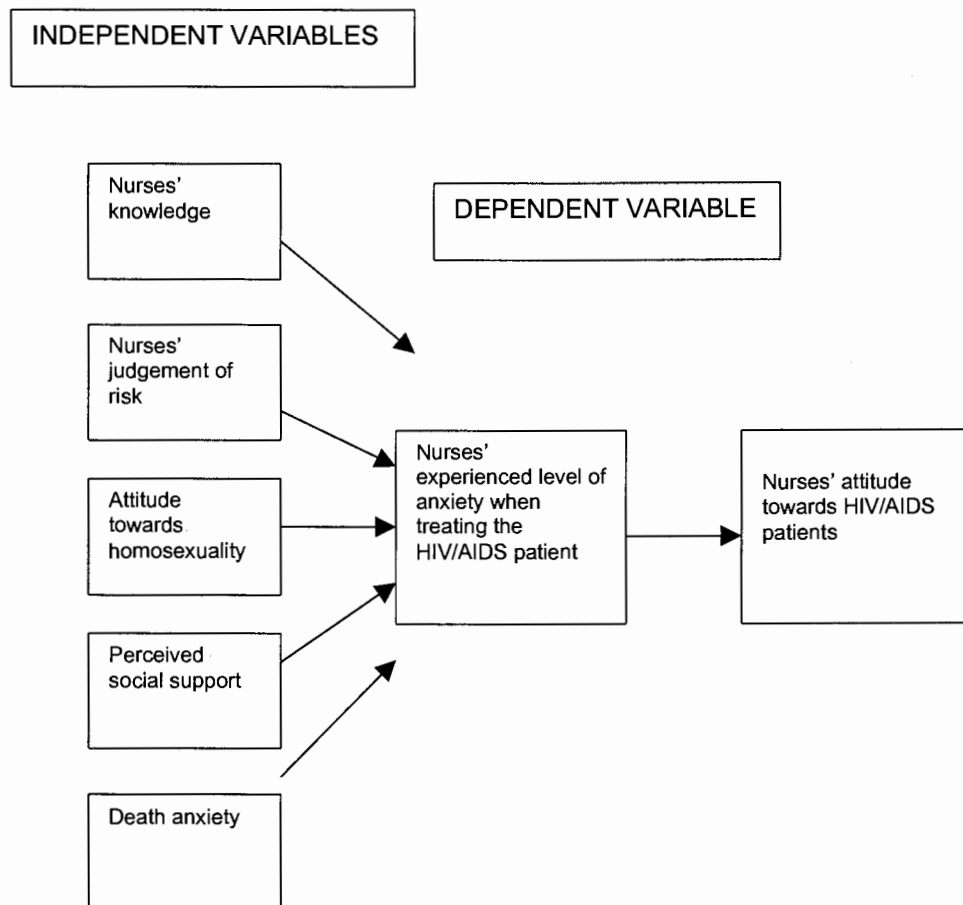 INDEPENDENT VARIABLES
Nurses'
knowledge
DEPENDENT VARIABLE
Nurses'
judgement of
risk
Attitude
towards
homosexuality
Nurses'
experienced level of
anxiety when
treating the
HIV/AIDS patient
Nurses' attitude
towards HIV/AIDS
patients
Perceived
social support
Death anxiety